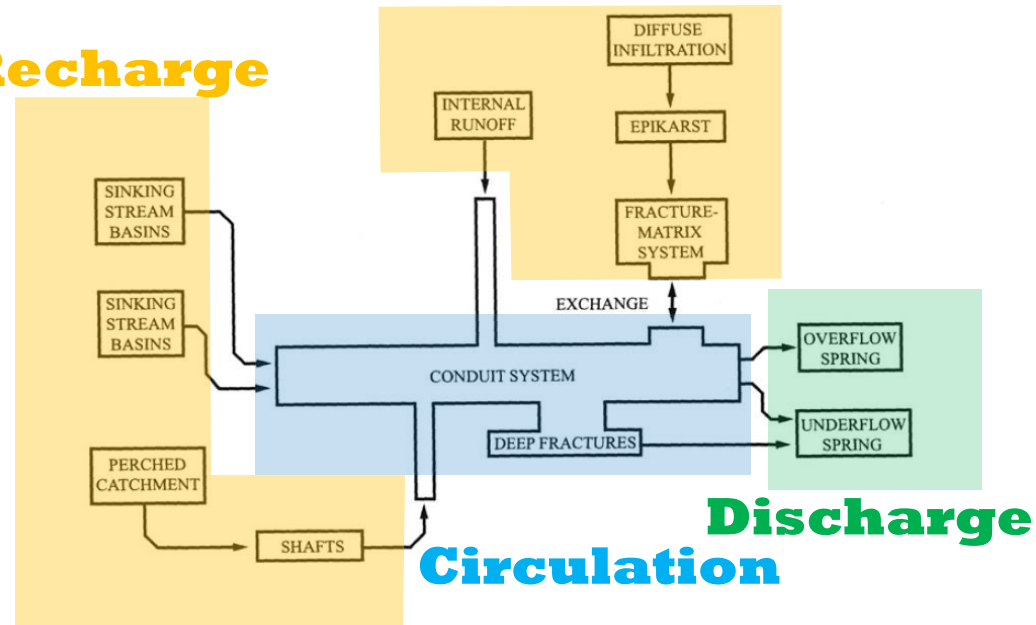 Recharge
DIFFUSE
INFILTRATION
INTERNAL
RUNOFF
EPIKARST
SINKING
STREAM
BASINS
FRACTURE-
MATRIX
SYSTEM
SINKING
STREAM
BASINS
EXCHANGE
CONDUIT SYSTEM
OVERFLOW
SPRING
DEEP FRACTURES
UNDERFLOW
SPRING
PERCHED
CATCHMENT
SHAFTS
Discharge
Circulation